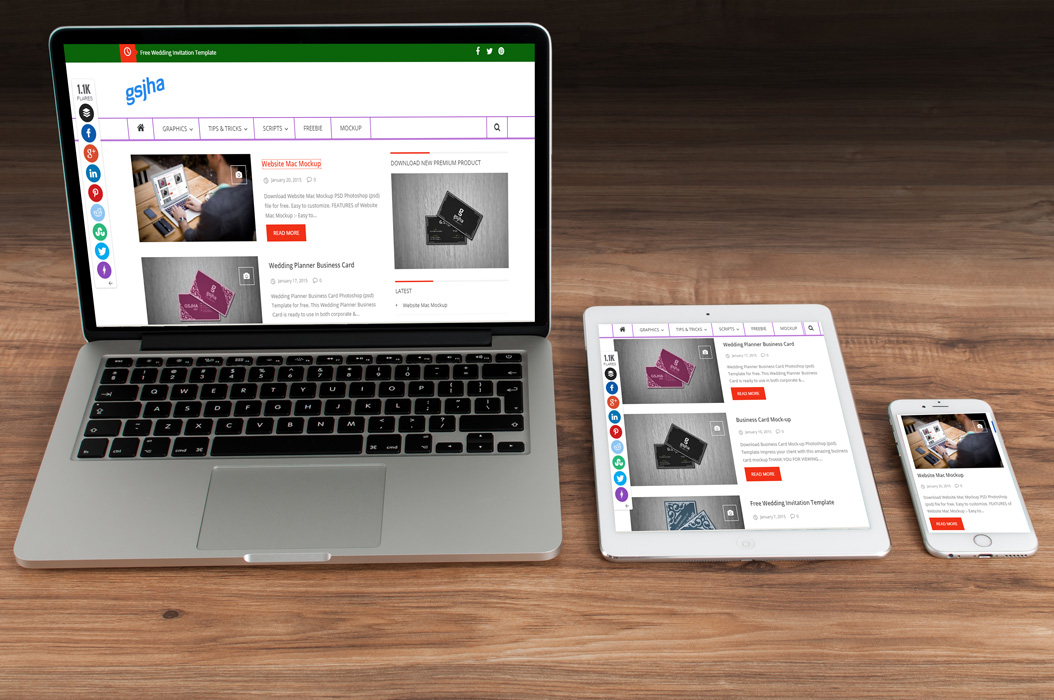 Free Wedding Invitation Template
1.1K
FLARES
gsjha
GRAPHICS
TIPS & TRICKS
SCRIPTS
FREEBIE
MOCKUP
Website Mac Mockup
January 20, 2015 0
Download Website Mac Mockup PSD Photoshop (psd)
file for free. Easy to customize. FEATURES of Website
Mac Mockup :- Easy to...
READ MORE
DOWNLOAD NEW PREMIUM PRODUCT
Wedding Planner Business Card
January 17, 2015 0
Wedding Planner Business Card Photoshop (psd)
Template for free. This Wedding Planner Business
Card is ready to use in both corporate &...
LATEST
Website Mac Mockup
GRAPHICS
TIPS & TRICKS
SCRIPTS
FREEBIE
MOCKUP
1.1K
FLARES
Wedding Planner Business Card
January 17, 2015 0
Wedding Planner Business Card Photoshop (psd)
Template for free. This Wedding Planner Business
Card is ready to use in both corporate &...
READ MORE
Business Card Mock-up
0
Download Business Card Mock-up Photoshop (psd)
Template Impress your client with this amazing business
card mockup THANK YOU FOR VIEWING...
READ MORE
Free Wedding Invitation Template
January 7, 2015 0
Website Mac Mockup
January 20, 2015 0
Download Website Mac Mockup PSD Photoshop
(psd) file for free. Easy to customize. FEATURES of
Website Mac Mockup :- Easy to...
READ MORE
Q W E R T Y U I O P
A S D F G H J K L
Z X C V B N M
cmd
cmd